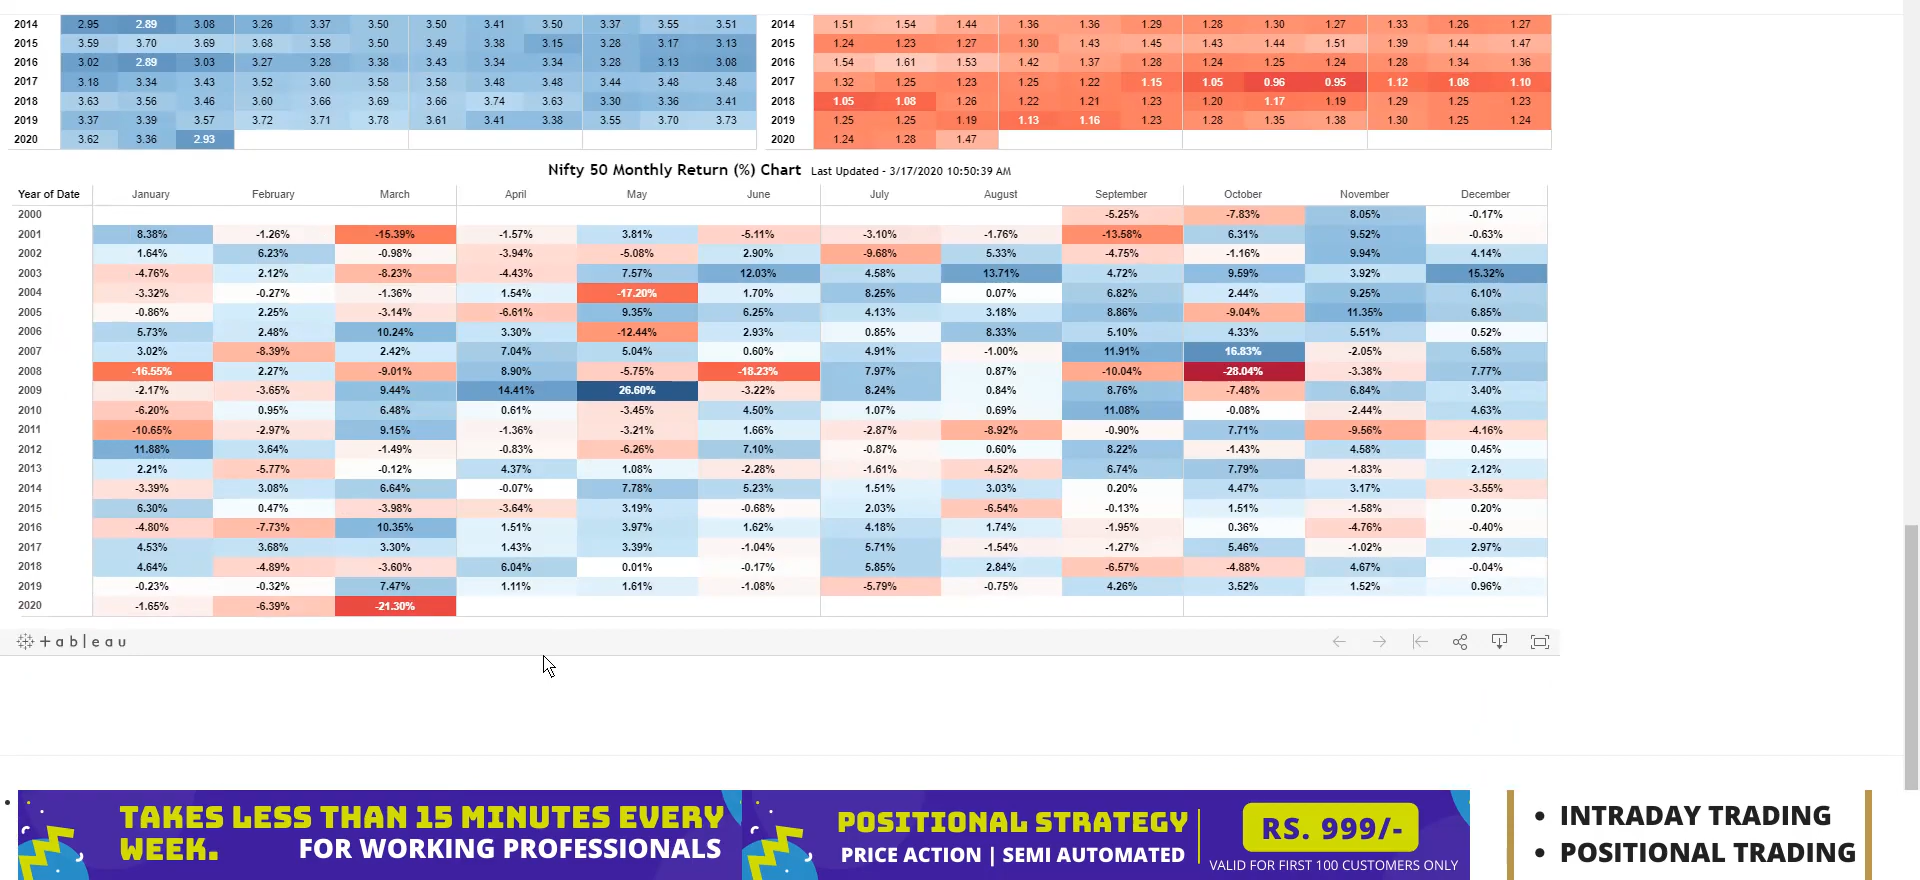 2014 2.95 2.89 3.08 3.26 3.37 3.50 3.50 3.41 3.50 3.37 3.55 3.51 2014 1.51 1.54 1.44 1.36 1.36 1.29 1.28 1.30 1.27 1.33 1.26 1.27
2015 3.59 3.70 3.69 3.68 3.58 3.50 3.49 3.38 3.15 3.28 3.17 3.13 2015 1.24 1.23 1.27 1.30 1.43 1.45 1.43 1.44 1.51 1.39 1.44 1.47
2016 3.02 2.89 3.03 3.27 3.28 3.38 3.43 3.34 3.34 3.28 3.13 3.08 2016 1.54 1.61 1.53 1.42 1.37 1.28 1.24 1.25 1.24 1.28 1.34 1.36
2017 3.18 3.34 3.43 3.52 3.60 3.58 3.58 3.48 3.48 3.44 3.48 3.48 2017 1.32 1.25 1.23 1.25 1.22 1.15 1.05 0.96 0.95 1.12 1.08 1.10
2018 3.63 3.56 3.46 3.60 3.66 3.69 3.66 3.74 3.63 3.30 3.36 3.41 2018 1.05 1.08 1.26 1.22 1.21 1.23 1.20 1.17 1.19 1.29 1.25 1.23
2019 3.37 3.39 3.57 3.72 3.71 3.78 3.61 3.41 3.38 3.55 3.70 3.73 2019 1.25 1.25 1.19 1.13 1.16 1.23 1.28 1.35 1.38 1.30 1.25 1.24
2020 3.62 3.36 2.93 2020 1.24 1.28 1.47
Nifty 50 Monthly Return (%) Chart Last Updated - 3/17/2020 10:50:39 AM
Year of Date January February March April May June July August September October November December
2000 -5.25% -7.83% 8.05% -0.17%
2001 8.38% -1.26% -15.39% -1.57% 3.81% -5.11% -3.10% -1.76% -13.58% 6.31% 9.52% -0.63%
2002 1.64% 6.23% -0.98% -3.94% -5.08% 2.90% -9.68% 5.33% -4.75% -1.16% 9.94% 4.14%
2003 -4.76% 2.12% -8.23% -4.43% 7.57% 12.03% 4.58% 13.71% 4.72% 9.59% 3.92% 15.32%
2004 -3.32% -0.27% -1.36% 1.54% -17.20% 1.70% 8.25% 0.07% 6.82% 2.44% 9.25% 6.10%
2005 -0.86% 2.25% -3.14% -6.61% 9.35% 6.25% 4.13% 3.18% 8.86% -9.04% 11.35% 6.85%
2006 5.73% 2.48% 10.24% 3.30% -12.44% 2.93% 0.85% 8.33% 5.10% 4.33% 5.51% 0.52%
2007 3.02% -8.39% 2.42% 7.04% 5.04% 0.60% 4.91% -1.00% 11.91% 16.83% -2.05% 6.58%
2008 -16.55% 2.27% -9.01% 8.90% -5.75% -18.23% 7.97% 0.87% -10.04% -28.04% -3.38% 7.77%
2009 -2.17% -3.65% 9.44% 14.41% 26.60% -3.22% 8.24% 0.84% 8.76% -7.48% 6.84% 3.40%
2010 -6.20% 0.95% 6.48% 0.61% -3.45% 4.50% 1.07% 0.69% 11.08% -0.08% -2.44% 4.63%
2011 -10.65% -2.97% 9.15% -1.36% -3.21% 1.66% -2.87% -8.92% -0.90% 7.71% -9.56% -4.16%
2012 11.88% 3.64% -1.49% -0.83% -6.26% 7.10% -0.87% 0.60% 8.22% -1.43% 4.58% 0.45%
2013 2.21% -5.77% -0.12% 4.37% 1.08% -2.28% -1.61% -4.52% 6.74% 7.79% -1.83% 2.12%
2014 -3.39% 3.08% 6.64% -0.07% 7.78% 5.23% 1.51% 3.03% 0.20% 4.47% 3.17% -3.55%
2015 6.30% 0.47% -3.98% -3.64% 3.19% -0.68% 2.03% -6.54% -0.13% 1.51% -1.58% 0.20%
2016 -4.80% -7.73% 10.35% 1.51% 3.97% 1.62% 4.18% 1.74% -1.95% 0.36% -4.76% -0.40%
2017 4.53% 3.68% 3.30% 1.43% 3.39% -1.04% 5.71% -1.54% -1.27% 5.46% -1.02% 2.97%
2018 4.64% -4.89% -3.60% 6.04% 0.01% -0.17% 5.85% 2.84% -6.57% -4.88% 4.67% -0.04%
2019 -0.23% -0.32% 7.47% 1.11% 1.61% -1.08% -5.79% -0.75% 4.26% 3.52% 1.52% 0.96%
2020 -1.65% -6.39% -21.30%
+ a b l e a u
TAKES LESS THAN 15 MINUTES EVERY
WEEK. FOR WORKING PROFESSIONALS
POSITIONAL STRATEGY
PRICE ACTION | SEMI AUTOMATED
RS. 999/-
VALID FOR FIRST 100 CUSTOMERS ONLY
• INTRADAY TRADING
• POSITIONAL TRADING